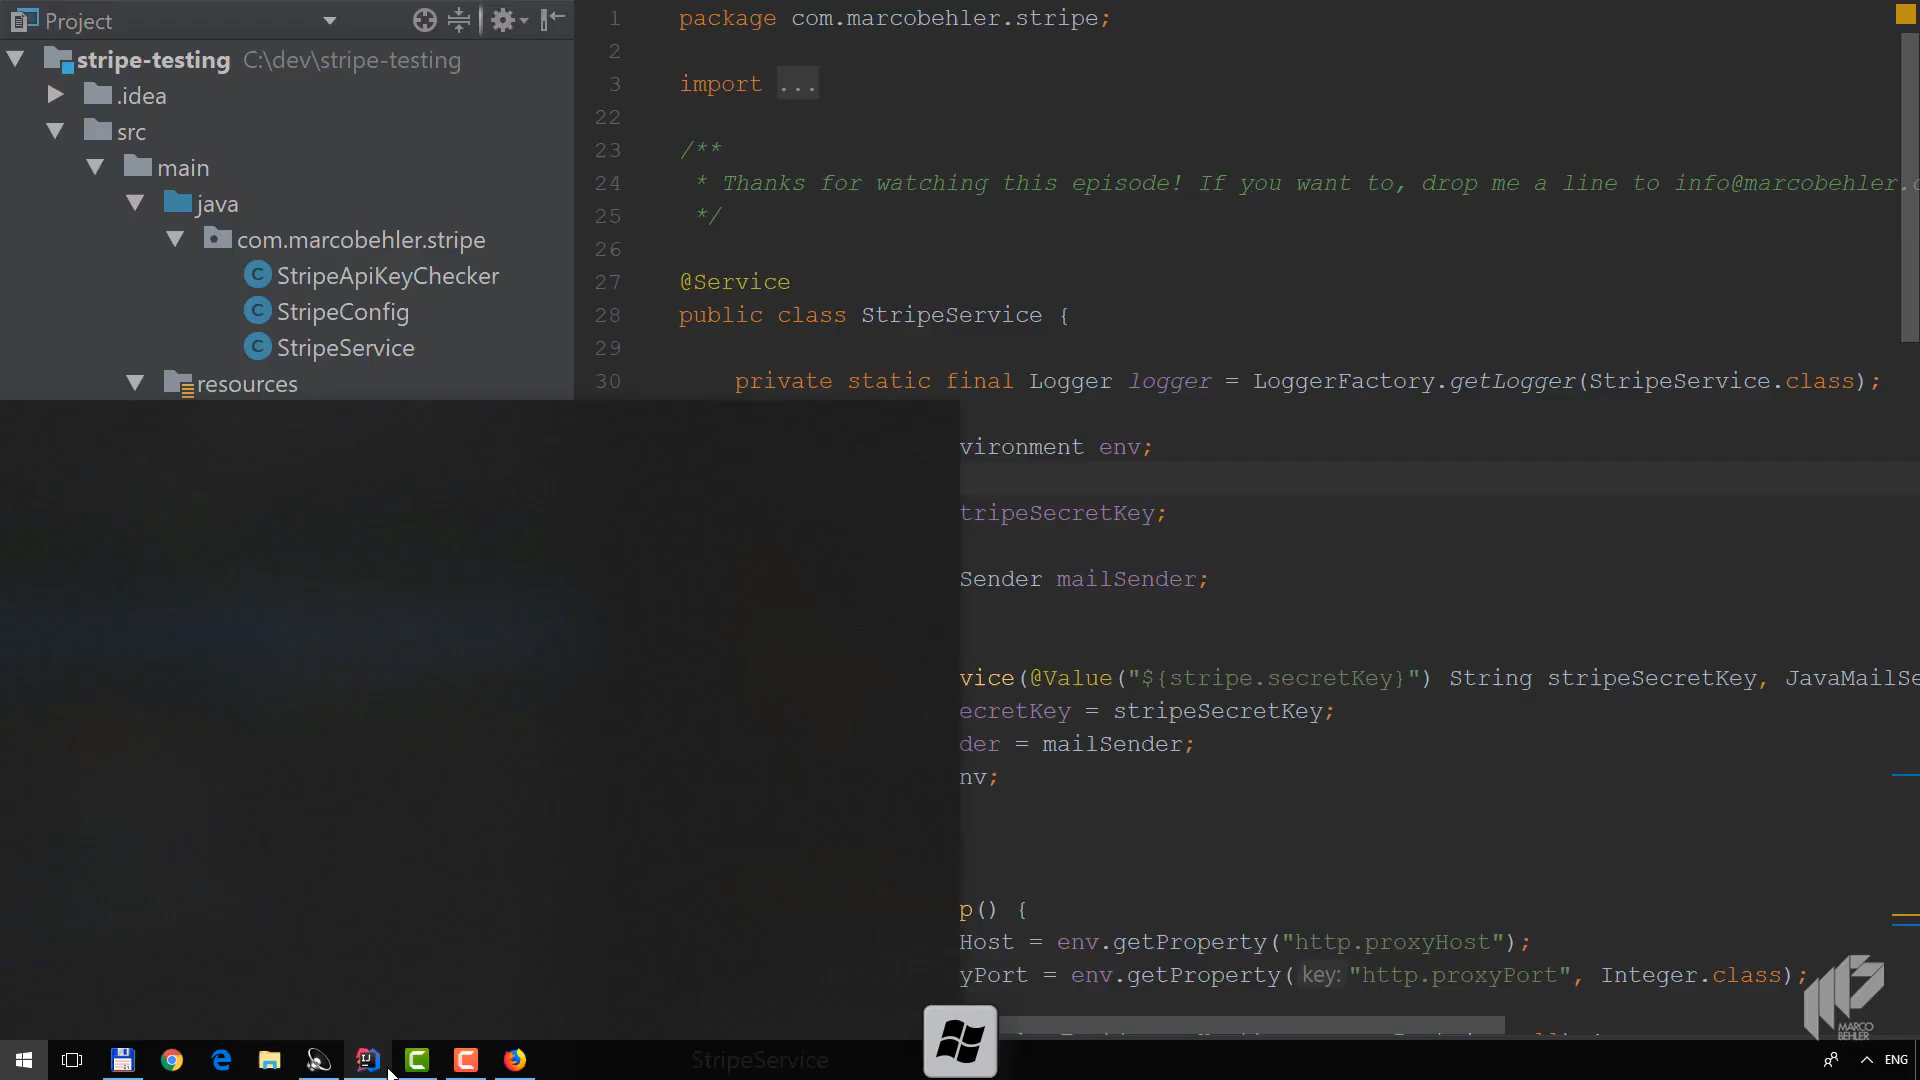 Project
stripe-testing C:\dev\stripe-testing
.idea
src
main
java
com.marcobehler.stripe
StripeApiKeyChecker
StripeConfig
StripeService
resources
1 package com.marcobehler.stripe;
2
3 import ...
22
23 /**
24 * Thanks for watching this episode! If you want to, drop me a line to info@marcobehler.
25 */
26
27 @Service
28 public class StripeService {
29
30 private static final Logger logger = LoggerFactory.getLogger(StripeService.class);
vironment env;
tripeSecretKey;
Sender mailSender;
vice(@Value("${stripe.secretKey}") String stripeSecretKey, JavaMailSe
ecretKey = stripeSecretKey;
der = mailSender;
nv;
p() {
Host = env.getProperty("http.proxyHost");
yPort = env.getProperty( key: "http.proxyPort", Integer.class);
MARCO
BEHLER
StripeService
ENG